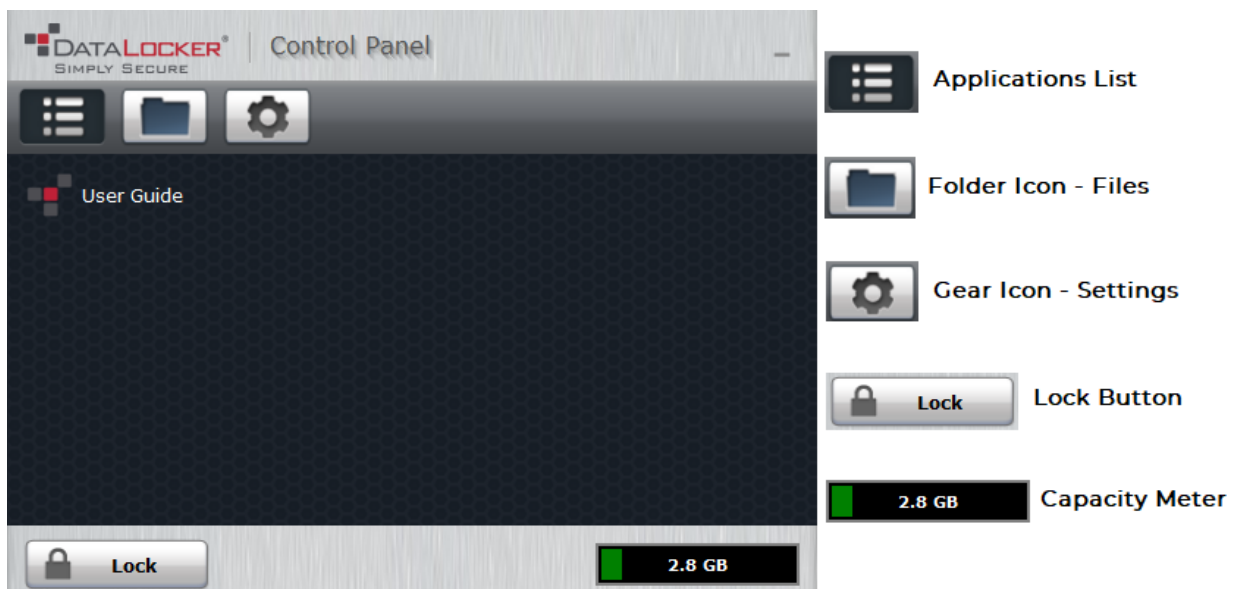 DATALOCKER®
SIMPLY SECURE
Control Panel
User Guide
Lock
2.8 GB
Applications List
Folder Icon - Files
Gear Icon - Settings
Lock
Lock Button
2.8 GB
Capacity Meter